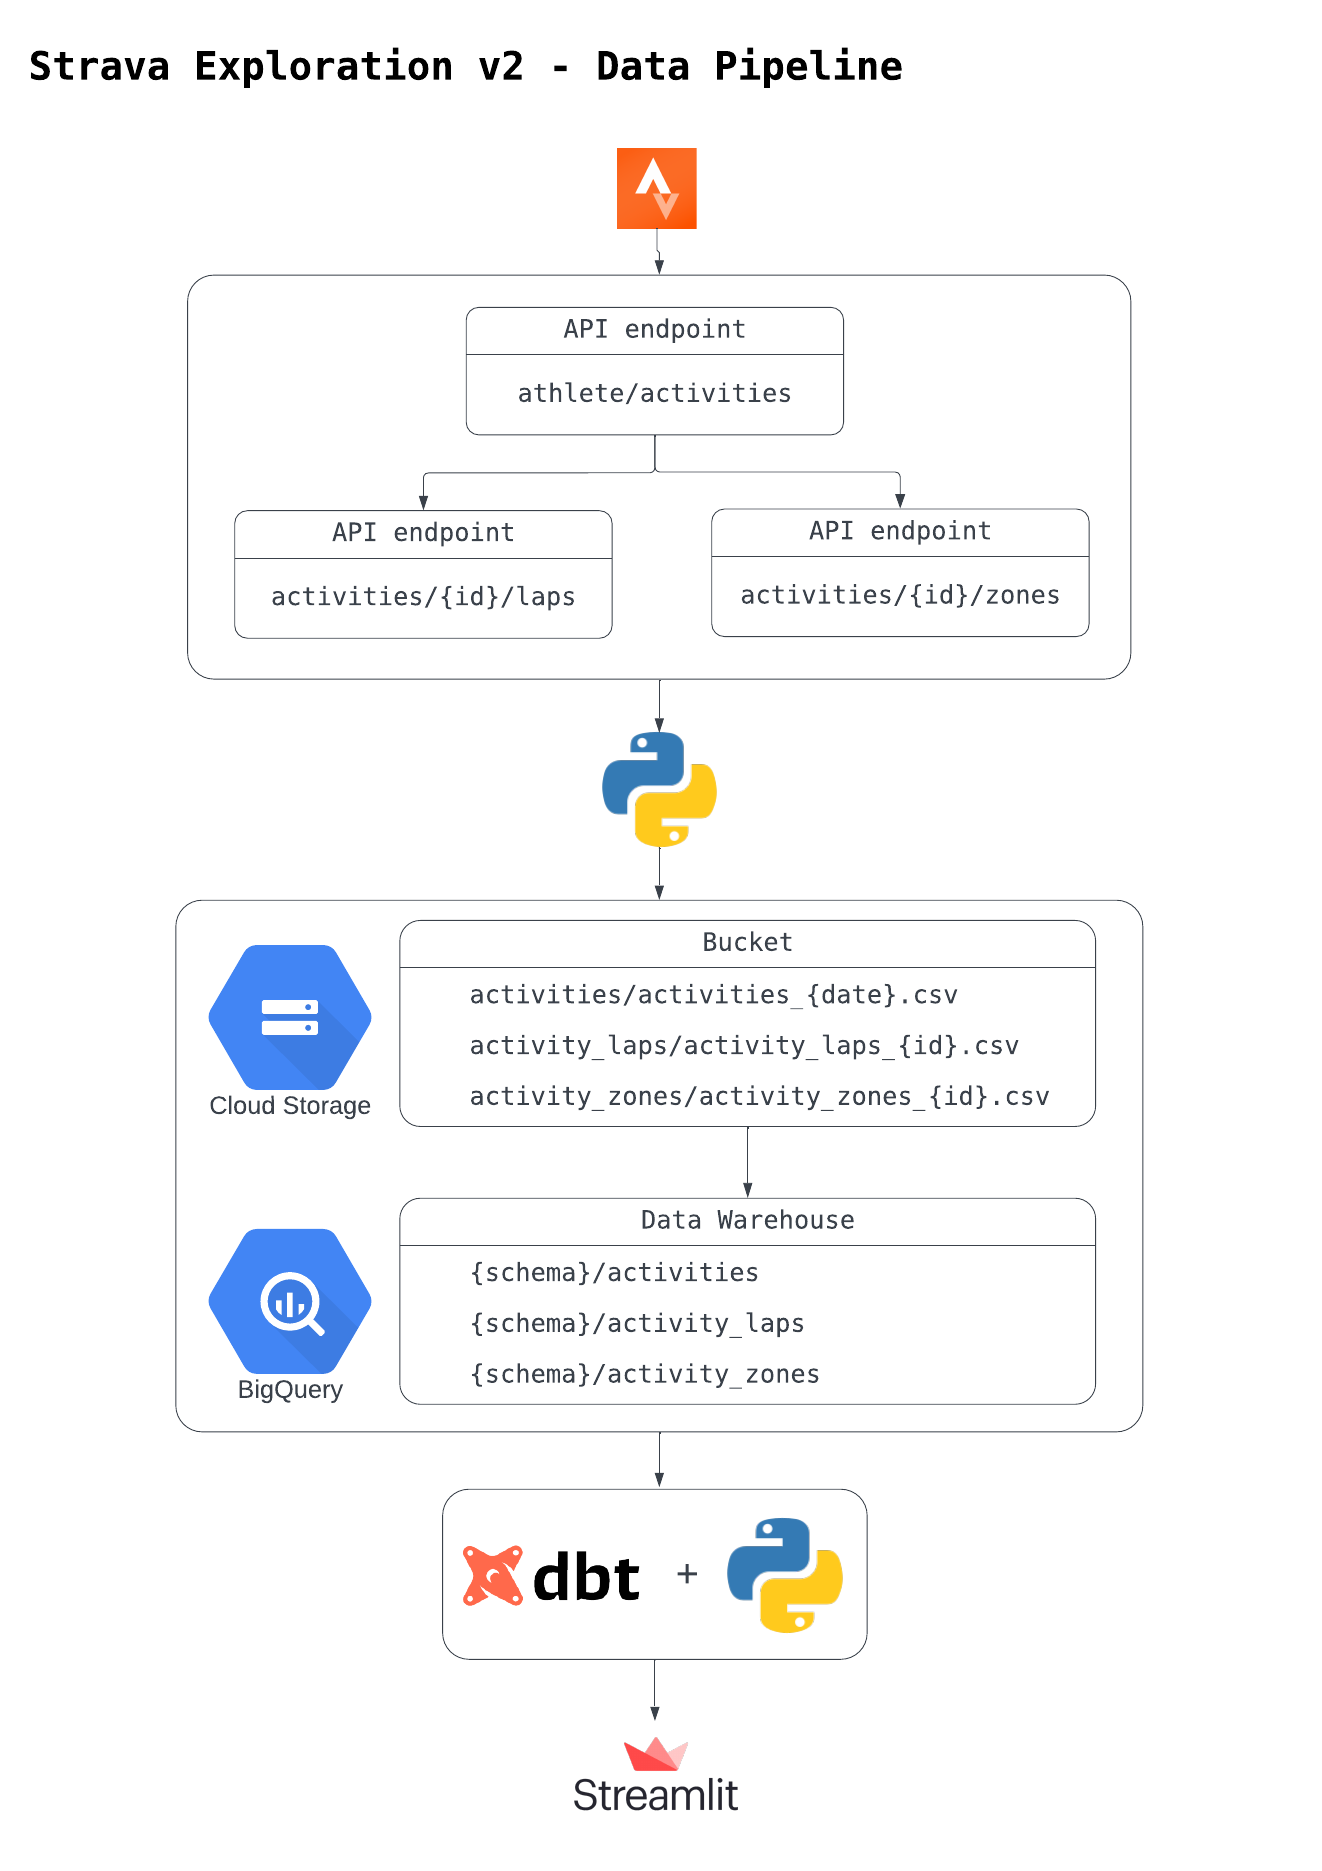 Strava Exploration v2 - Data Pipeline
API endpoint
athlete/activities
API endpoint
activities/{id}/laps
API endpoint
activities/{id}/zones
Bucket
activities/activities_{date}.csv
activity_laps/activity_laps_{id}.csv
activity_zones/activity_zones_{id}.csv
Cloud Storage
Data Warehouse
{schema}/activities
{schema}/activity_laps
{schema}/activity_zones
BigQuery
dbt +
Streamlit